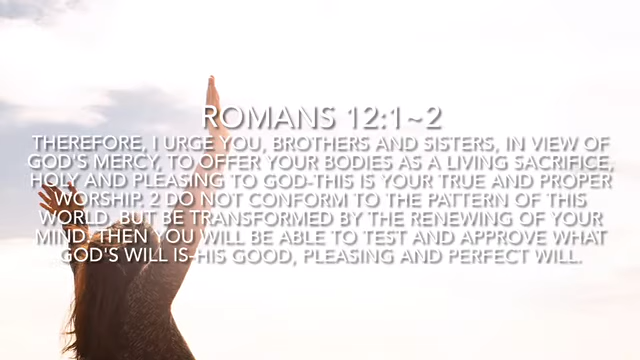 ROMANS 12:1~2
THEREFORE, I URGE YOU, BROTHERS AND SISTERS, IN VIEW OF
GOD'S MERCY, TO OFFER YOUR BODIES AS A LIVING SACRIFICE,
HOLY AND PLEASING TO GOD-THIS IS YOUR TRUE AND PROPER
WORSHIP. 2 DO NOT CONFORM TO THE PATTERN OF THIS
WORLD, BUT BE TRANSFORMED BY THE RENEWING OF YOUR
MIND. THEN YOU WILL BE ABLE TO TEST AND APPROVE WHAT
GOD'S WILL IS-HIS GOOD, PLEASING AND PERFECT WILL.